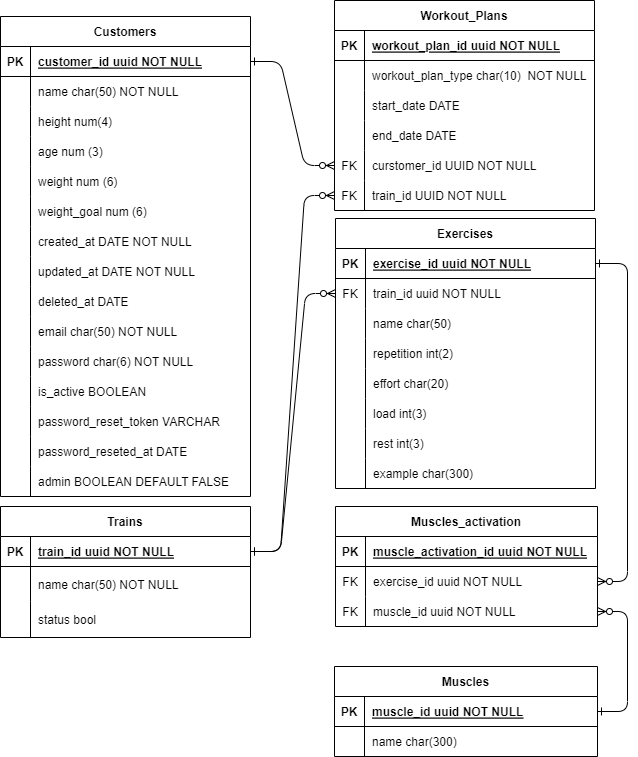 Customers
PK customer_id uuid NOT NULL
name char(50) NOT NULL
height num(4)
age num (3)
weight num (6)
weight_goal num (6)
created_at DATE NOT NULL
updated_at DATE NOT NULL
deleted_at DATE
email char(50) NOT NULL
password char(6) NOT NULL
is_active BOOLEAN
password_reset_token VARCHAR
password_reseted_at DATE
admin BOOLEAN DEFAULT FALSE
Trains
PK train_id uuid NOT NULL
name char(50) NOT NULL
status bool
Workout_Plans
PK workout_plan_id uuid NOT NULL
workout_plan_type char(10) NOT NULL
start_date DATE
end_date DATE
FK curstomer_id UUID NOT NULL
FK train_id UUID NOT NULL
Exercises
PK exercise_id uuid NOT NULL
FK train_id uuid NOT NULL
name char(50)
repetition int(2)
effort char(20)
load int(3)
rest int(3)
example char(300)
Muscles_activation
PK muscle_activation_id uuid NOT NULL
FK exercise_id uuid NOT NULL
FK muscle_id uuid NOT NULL
Muscles
PK muscle_id uuid NOT NULL
name char(300)